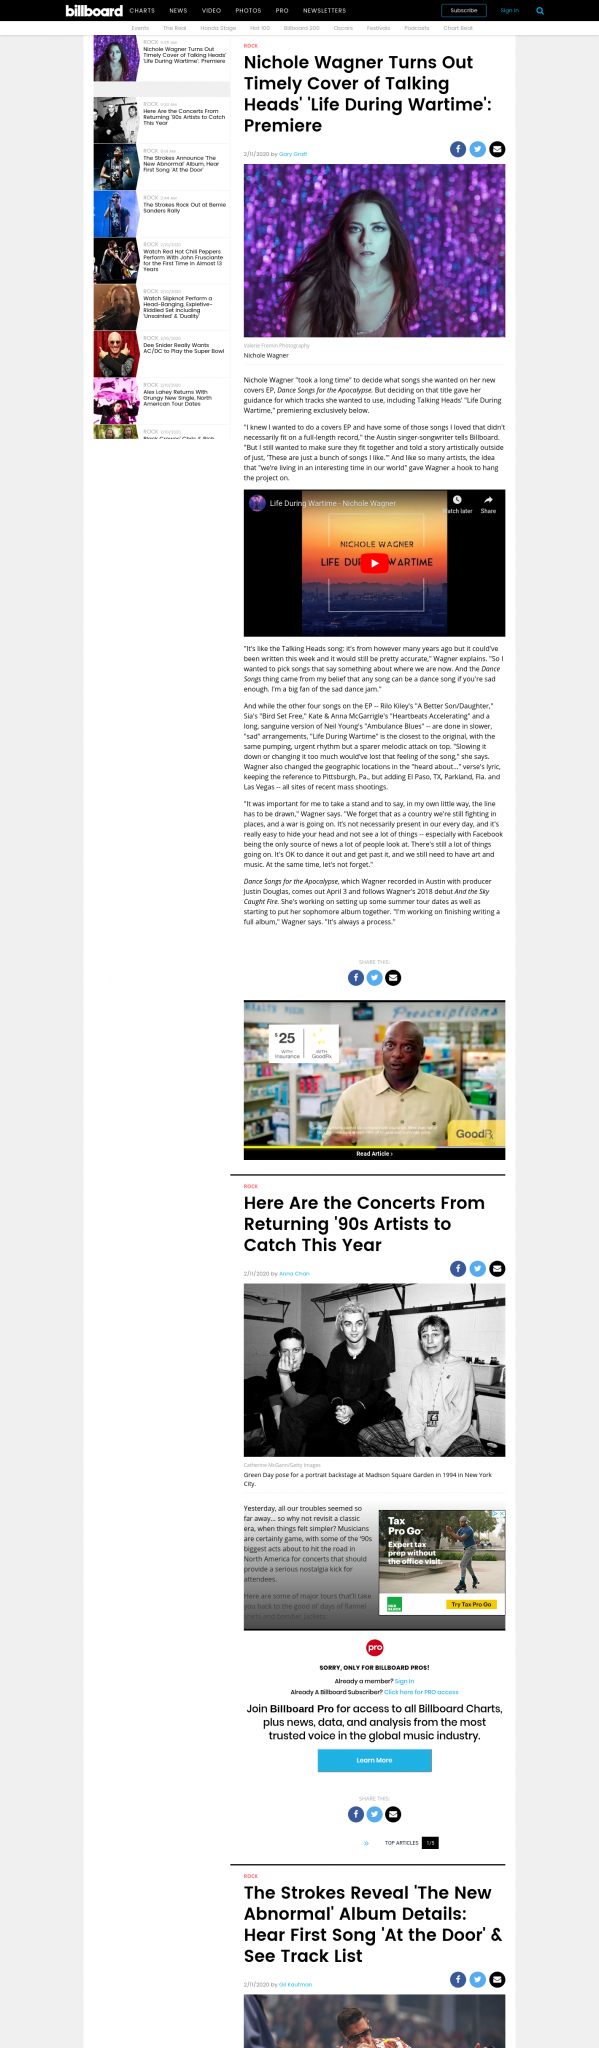 billboard CHARTS NEWS VIDEO PHOTOS PRO NEWSLETTERS Subscribe Sign In
Events The Real Honda Stage Hot 100 Billboard 200 Oscars Festivals Podcasts Chart Beat
ROCK
Nichole Wagner Turns Out
Timely Cover of Talking Heads'
'Life During Wartime': Premiere
ROCK
Here Are the Concerts From
Returning '90s Artists to Catch
This Year
ROCK
The Strokes Announce 'The
New Abnormal' Album, Hear
First Song 'At the Door'
ROCK
The Strokes Rock Out at Bernie
Sanders Rally
ROCK
Watch Red Hot Chili Peppers
Perform With John Frusciante
for the First Time in Almost 13
Years
ROCK
Watch Slipknot Perform a
Head-Banging, Expletive-
Riddled Set Including
'Unsainted' & 'Duality'
ROCK
Dee Snider Really Wants
AC/DC to Play the Super Bowl
ROCK
Alex Lahey Returns With
Grungy New Single, North
American Tour Dates
ROCK
ROCK
Nichole Wagner Turns Out
Timely Cover of Talking
Heads' 'Life During Wartime':
Premiere
2/11/2020 by Gary Graff
Valerie Fremin Photography
Nichole Wagner
Nichole Wagner "took a long time" to decide what songs she wanted on her new
covers EP, Dance Songs for the Apocalypse. But deciding on that title gave her
guidance for which tracks she wanted to use, including Talking Heads' "Life During
Wartime," premiering exclusively below.
"I knew I wanted to do a covers EP and have some of those songs I loved that didn't
necessarily fit on a full-length record," the Austin singer-songwriter tells Billboard.
"But I still wanted to make sure they fit together and told a story artistically outside
of just, 'These are just a bunch of songs I like.'" And like so many artists, the idea
that "we're living in an interesting time in our world" gave Wagner a hook to hang
the project on.
Life During Wartime - Nichole Wagner
Watch later Share
NICHOLE WAGNER
LIFE DURING WARTIME
"It's like the Talking Heads song; it's from however many years ago but it could've
been written this week and it would still be pretty accurate," Wagner explains. "So I
wanted to pick songs that say something about where we are now. And the Dance
Songs thing came from my belief that any song can be a dance song if you're sad
enough. I'm a big fan of the sad dance jam."
And while the other four songs on the EP -- Rilo Kiley's "A Better Son/Daughter,"
Sia's "Bird Set Free," Kate & Anna McGarrigle's "Heartbeats Accelerating" and
a long, sanguine version of Neil Young's "Ambulance Blues" -- are done in slower,
"sad" arrangements, "Life During Wartime" is the closest to the original, with the
same pumping, urgent rhythm but a sparer melodic attack on top. "Slowing it
down or changing it too much would've lost that feeling of the song," she says.
Wagner also changed the geographic locations in the "heard about..." verse's lyric,
keeping the reference to Pittsburgh, Pa., but adding El Paso, TX, Parkland, Fla. and
Las Vegas -- all sites of recent mass shootings.
"It was important for me to take a stand and to say, in my own little way, the line
has to be drawn," Wagner says. "We forget that as a country we're still fighting in
places, and a war is going on. It's not necessarily present in our every day, and it's
really easy to hide your head and not see a lot of things -- especially with Facebook
being the only source of news a lot of people look at. There's still a lot of things
going on. It's OK to dance it out and get past it, and we still need to have art and
music. At the same time, let's not forget."
Dance Songs for the Apocalypse, which Wagner recorded in Austin with producer
Justin Douglas, comes out April 3 and follows Wagner's 2018 debut And the Sky
Caught Fire. She's working on setting up some summer tour dates as well as
starting to put her sophomore album together. "I'm working on finishing writing a
full album," Wagner says. "It's always a process."
SHARE THIS:
HEALTH WELLNESS Prescriptions
$25
WITH Insurance WITH GoodRx
GoodRx
Read Article ›
ROCK
Here Are the Concerts From
Returning '90s Artists to
Catch This Year
2/11/2020 by Anna Chan
Catherine McGann/Getty Images
Green Day pose for a portrait backstage at Madison Square Garden in 1994 in New York
City.
Yesterday, all our troubles seemed so
far away... so why not revisit a classic
era, when things felt simpler? Musicians
are certainly game, with some of the '90s
biggest acts about to hit the road in
North America for concerts that should
provide a serious nostalgia kick for
attendees.
Here are some of major tours that'll take
you back to the good ol' days of flannel
shirts and bomber jackets.
Tax
Pro Go
Expert tax
prep without
the office visit
H&R BLOCK
Try Tax Pro Go
pro
SORRY, ONLY FOR BILLBOARD PROS!
Already a member? Sign in
Already A Billboard Subscriber? Click here for PRO access
Join Billboard Pro for access to all Billboard Charts,
plus news, data, and analysis from the most
trusted voice in the global music industry.
Learn More
SHARE THIS:
» TOP ARTICLES 1/5
ROCK
The Strokes Reveal 'The New
Abnormal' Album Details:
Hear First Song 'At the Door' &
See Track List
2/11/2020 by Gil Kaufman